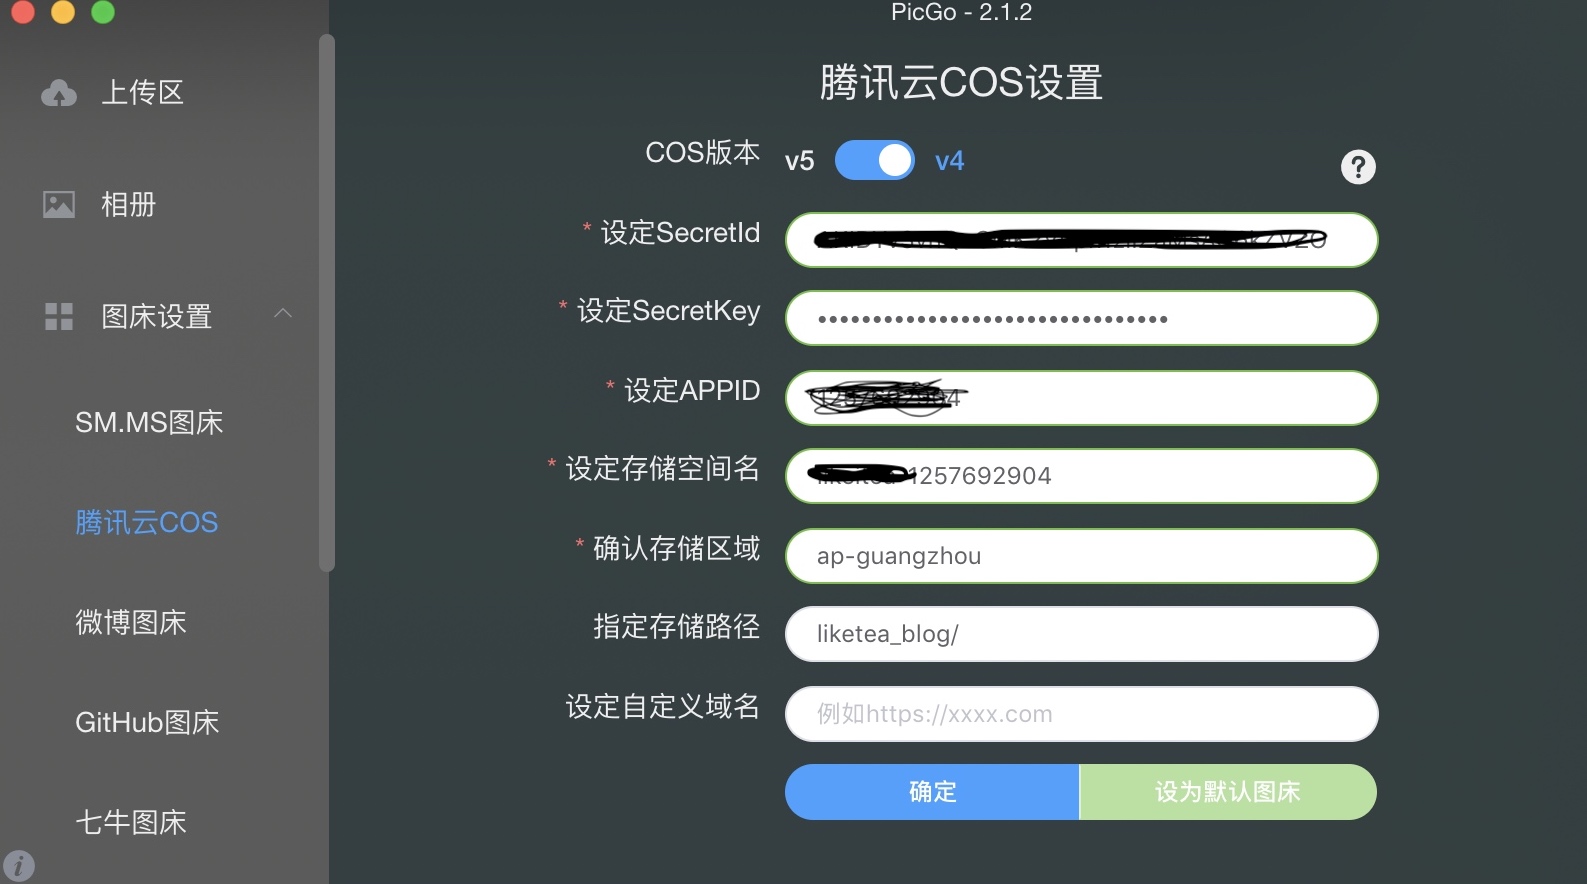 PicGo - 2.1.2
上传区
相册
图床设置
SM.MS图床
腾讯云COS
微博图床
GitHub图床
七牛图床
腾讯云COS设置
COS版本 v5 v4 ?
* 设定SecretId
* 设定SecretKey ••••••••••••••••••••••••••••••••
* 设定APPID
* 设定存储空间名 1257692904
* 确认存储区域 ap-guangzhou
指定存储路径 liketea_blog/
设定自定义域名 例如https://xxxx.com
确定 设为默认图床